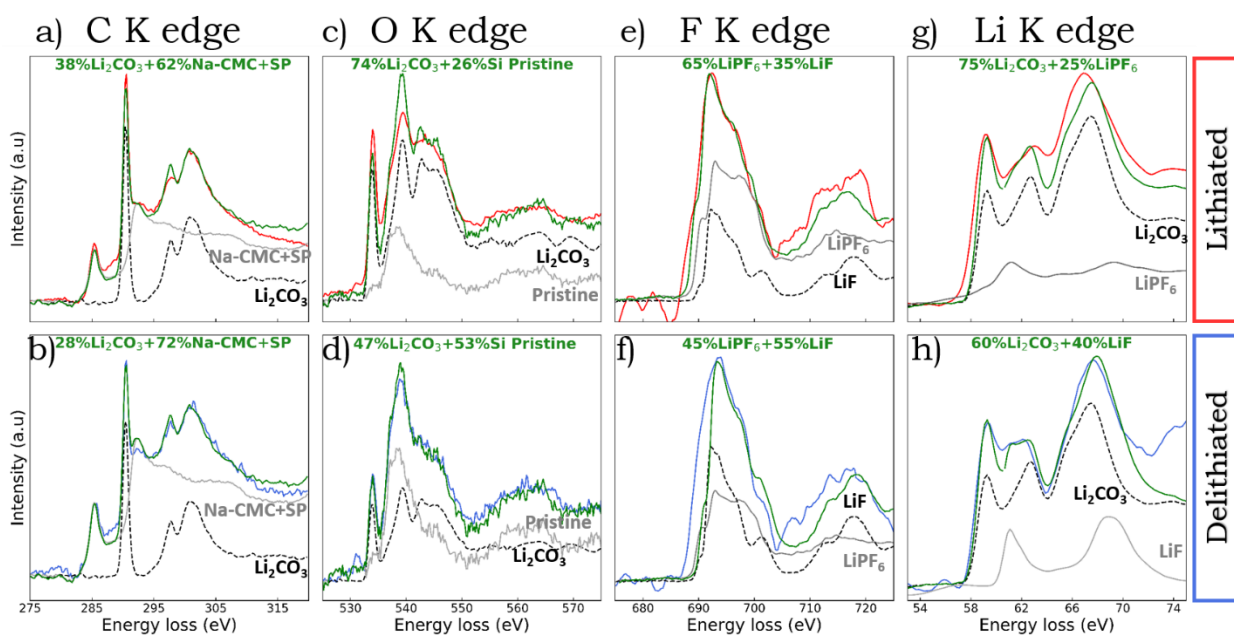 a) C K edge
c) O K edge
e) F K edge
g) Li K edge
38%Li₂CO₃+62%Na-CMC+SP
74%Li₂CO₃+26%Si Pristine
65%LiPF₆+35%LiF
75%Li₂CO₃+25%LiPF₆
Intensity (a.u)
Na-CMC+SP
Li₂CO₃
Li₂CO₃
Pristine
LiPF₆
LiF
Li₂CO₃
LiPF₆
Lithiated
b)
28%Li₂CO₃+72%Na-CMC+SP
d)
47%Li₂CO₃+53%Si Pristine
f)
45%LiPF₆+55%LiF
h)
60%Li₂CO₃+40%LiF
Intensity (a.u)
Na-CMC+SP
Li₂CO₃
Pristine
Li₂CO₃
LiF
LiPF₆
Li₂CO₃
LiF
Delithiated
275 285 295 305 315
530 540 550 560 570
680 690 700 710 720
54 58 62 66 70 74
Energy loss (eV)
Energy loss (eV)
Energy loss (eV)
Energy loss (eV)